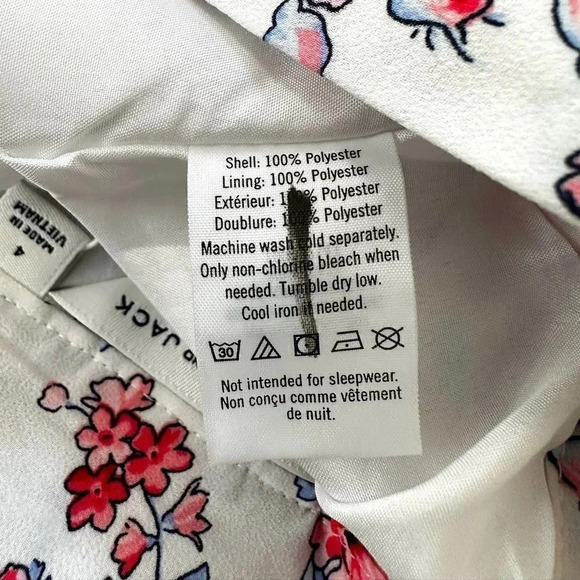 Shell: 100% Polyester
Lining: 100% Polyester
Extérieur: 100% Polyester
Doublure: 100% Polyester
Machine wash cold separately.
Only non-chlorine bleach when
needed. Tumble dry low.
Cool iron if needed.
30
Not intended for sleepwear.
Non conçu comme vêtement
de nuit.
4
MADE IN
VIETNAM
JACK